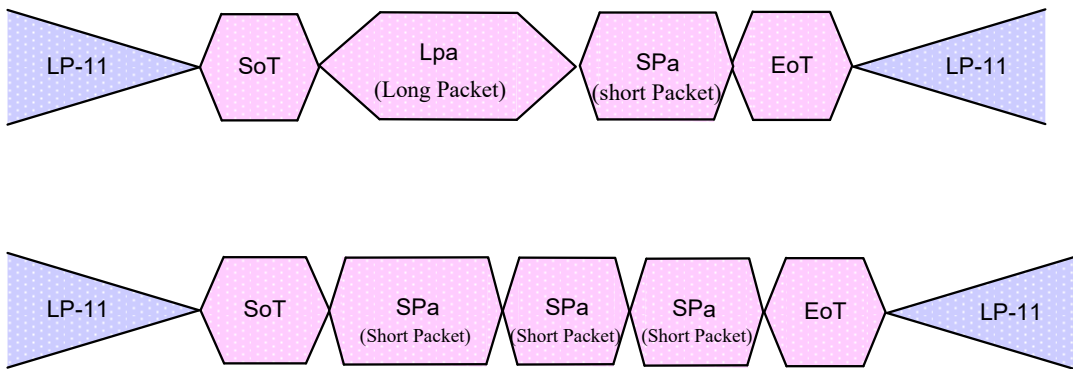 LP-11 SoT Lpa (Long Packet) SPa (short Packet) EoT LP-11
LP-11 SoT SPa (Short Packet) SPa (Short Packet) SPa (Short Packet) EoT LP-11